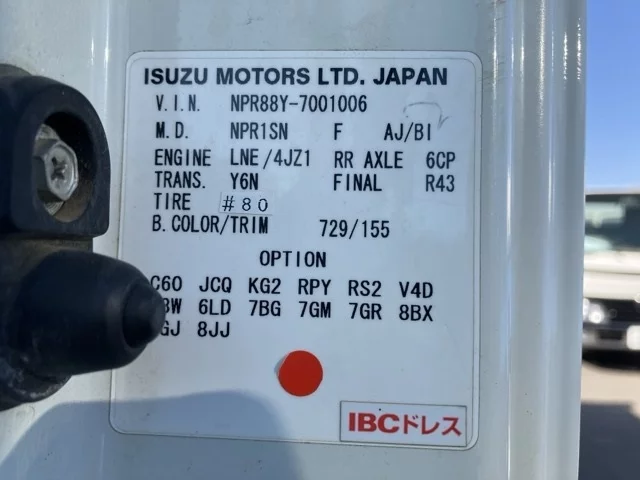 ISUZU MOTORS LTD. JAPAN
V.I.N. NPR88Y-7001006
M.D. NPR1SN F AJ/BI
ENGINE LNE/4JZ1 RR AXLE 6CP
TRANS. Y6N FINAL R43
TIRE #80
B.COLOR/TRIM 729/155
OPTION
C60 JCQ KG2 RPY RS2 V4D
6LD 7BG 7GM 7GR 8BX
8JJ
IBCドレス